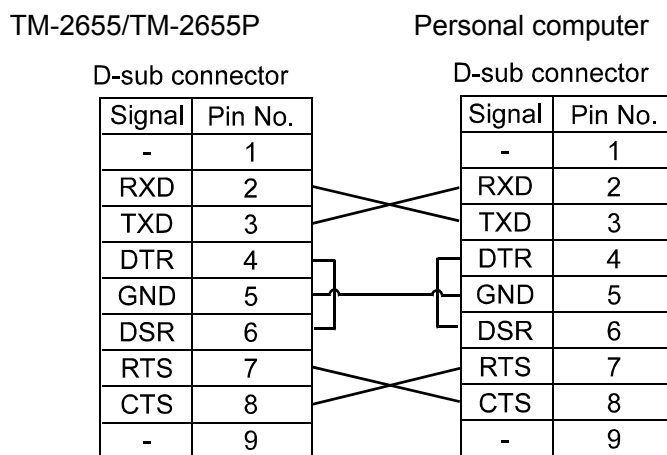 TM-2655/TM-2655P Personal computer
D-sub connector D-sub connector
Signal Pin No. Signal Pin No.
- 1 - 1
RXD 2 RXD 2
TXD 3 TXD 3
DTR 4 DTR 4
GND 5 GND 5
DSR 6 DSR 6
RTS 7 RTS 7
CTS 8 CTS 8
- 9 - 9